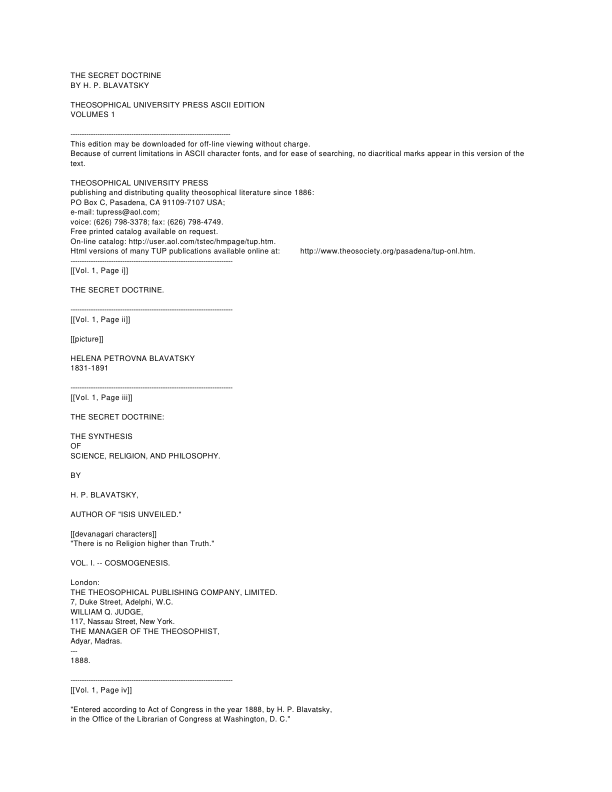 THE SECRET DOCTRINE
BY H. P. BLAVATSKY
THEOSOPHICAL UNIVERSITY PRESS ASCII EDITION
VOLUMES 1
----------------------------------------------------------------------
This edition may be downloaded for off-line viewing without charge.
Because of current limitations in ASCII character fonts, and for ease of searching, no diacritical marks appear in this version of the
text.
THEOSOPHICAL UNIVERSITY PRESS
publishing and distributing quality theosophical literature since 1886:
PO Box C, Pasadena, CA 91109-7107 USA;
e-mail: tupress@aol.com;
voice: (626) 798-3378; fax: (626) 798-4749.
Free printed catalog available on request.
On-line catalog: http://user.aol.com/tstec/hmpage/tup.htm.
Html versions of many TUP publications available online at: http://www.theosociety.org/pasadena/tup-onl.htm.
----------------------------------------------------------------------
[[Vol. 1, Page i]]
THE SECRET DOCTRINE.
----------------------------------------------------------------------
[[Vol. 1, Page ii]]
[[picture]]
HELENA PETROVNA BLAVATSKY
1831-1891
----------------------------------------------------------------------
[[Vol. 1, Page iii]]
THE SECRET DOCTRINE:
THE SYNTHESIS
OF
SCIENCE, RELIGION, AND PHILOSOPHY.
BY
H. P. BLAVATSKY,
AUTHOR OF "ISIS UNVEILED."
[[devanagari characters]]
"There is no Religion higher than Truth."
VOL. I. -- COSMOGENESIS.
London:
THE THEOSOPHICAL PUBLISHING COMPANY, LIMITED.
7, Duke Street, Adelphi, W.C.
WILLIAM Q. JUDGE,
117, Nassau Street, New York.
THE MANAGER OF THE THEOSOPHIST,
Adyar, Madras.
---
1888.
----------------------------------------------------------------------
[[Vol. 1, Page iv]]
"Entered according to Act of Congress in the year 1888, by H. P. Blavatsky,
in the Office of the Librarian of Congress at Washington, D. C."